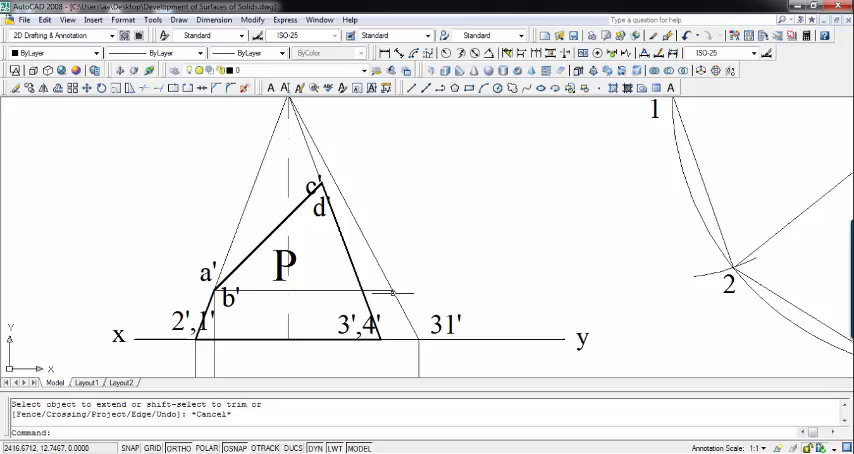 AutoCAD 2008 - [C:\Users\aa\Desktop\Development of Surfaces of Solids.dwg]
File Edit View Insert Format Tools Draw Dimension Modify Express Window Help
Type a question for help
2D Drafting & Annotation
Standard
ISO-25
Standard
Standard
ByLayer
ByLayer
ByLayer
ByColor
ISO-25
0
1
c'
d'
a'
P
b'
2
2',1'
3',4'
31'
x
y
Y
X
Model Layout1 Layout2
Select object to extend or shift-select to trim or
[Fence/Crossing/Project/Edge/Undo]: *Cancel*
Command:
2416.6712, 12.7467, 0.0000
SNAP GRID ORTHO POLAR OSNAP OTRACK DUCS DYN LWT MODEL
Annotation Scale: 1:1